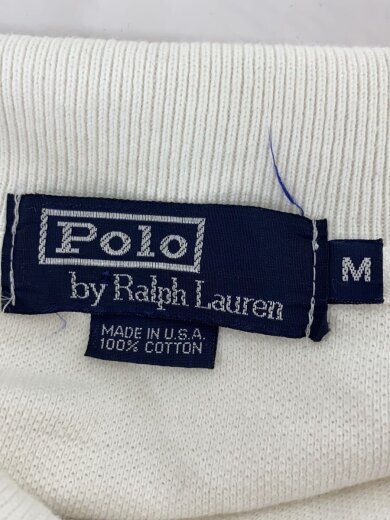 Polo
by Ralph Lauren
M
MADE IN U.S.A.
100% COTTON